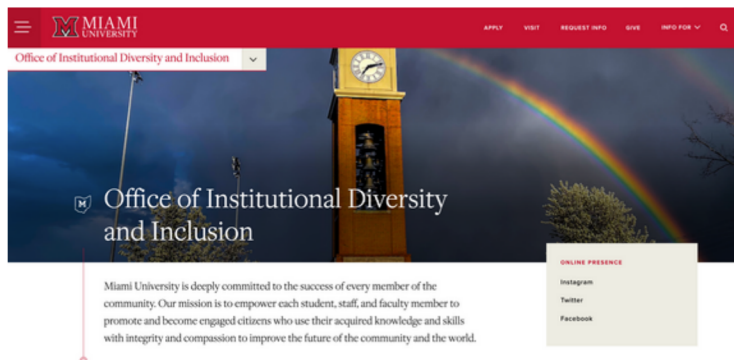 MIAMI
UNIVERSITY
APPLY VISIT REQUEST INFO GIVE INFO FOR
Office of Institutional Diversity and Inclusion
Office of Institutional Diversity
and Inclusion
Miami University is deeply committed to the success of every member of the
community. Our mission is to empower each student, staff, and faculty member to
promote and become engaged citizens who use their acquired knowledge and skills
with integrity and compassion to improve the future of the community and the world.
ONLINE PRESENCE
Instagram
Twitter
Facebook